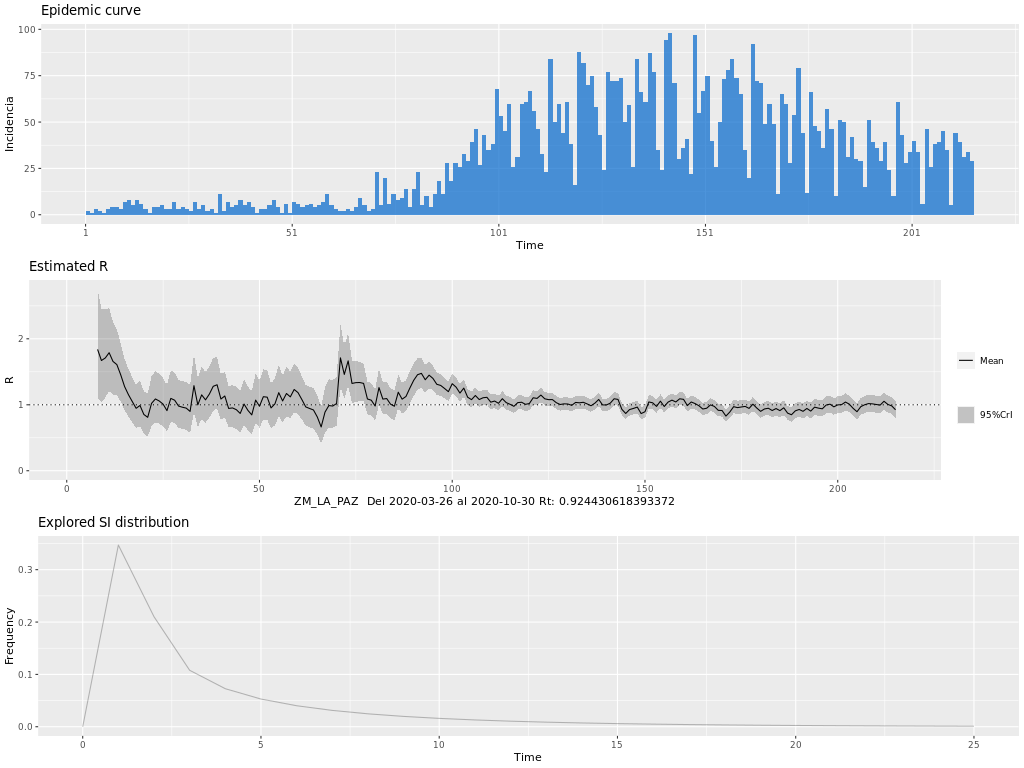 Epidemic curve
100
75
50
25
0
Incidencia
1 51 101 151 201
Time
Estimated R
2
1
0
R
Mean
95%CrI
0 50 100 150 200
ZM_LA_PAZ Del 2020-03-26 al 2020-10-30 Rt: 0.924430618393372
Explored SI distribution
0.3
0.2
0.1
0.0
Frequency
0 5 10 15 20 25
Time